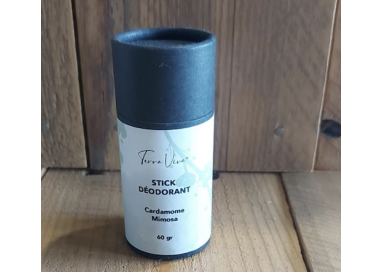 Terra Viva
STICK
DÉODORANT
Cardamome
Mimosa
60 gr